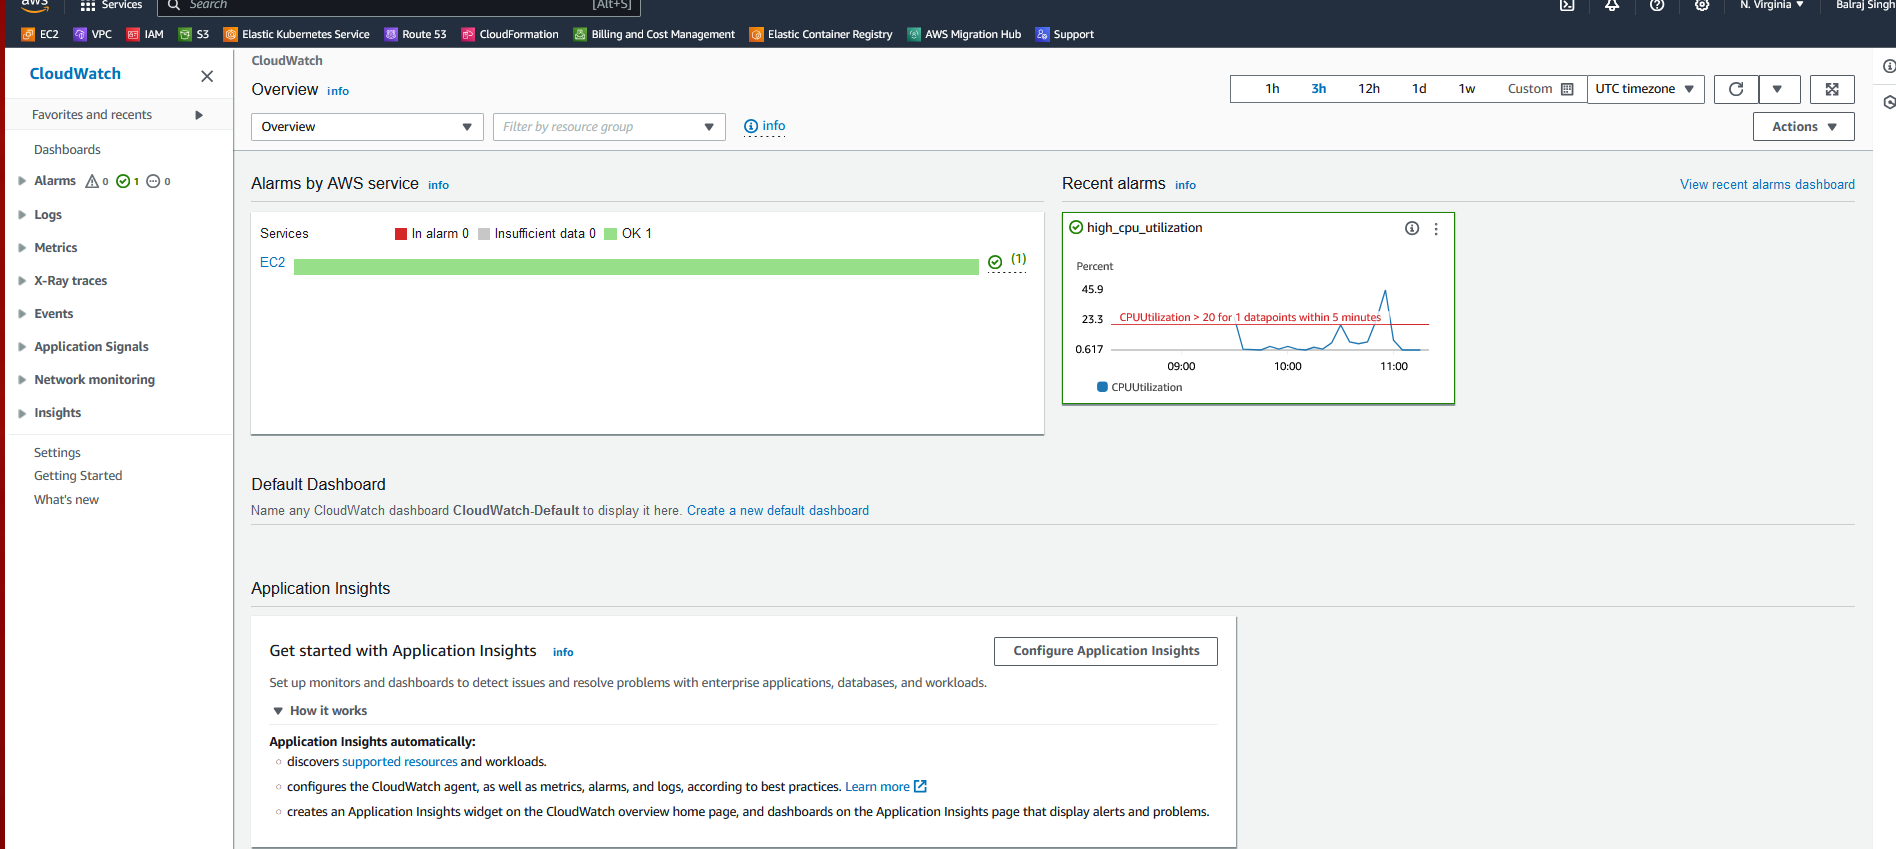 aws
Services
Search
[Alt+S]
N. Virginia
Balraj Singh
EC2
VPC
IAM
S3
Elastic Kubernetes Service
Route 53
CloudFormation
Billing and Cost Management
Elastic Container Registry
AWS Migration Hub
Support
CloudWatch
Favorites and recents
Dashboards
Alarms 0 1 0
Logs
Metrics
X-Ray traces
Events
Application Signals
Network monitoring
Insights
Settings
Getting Started
What's new
CloudWatch
Overview info
1h 3h 12h 1d 1w Custom UTC timezone
Overview
Filter by resource group
info
Actions
Alarms by AWS service info
Services In alarm 0 Insufficient data 0 OK 1
EC2 (1)
Recent alarms info
View recent alarms dashboard
high_cpu_utilization
Percent
45.9
23.3
CPUUtilization > 20 for 1 datapoints within 5 minutes
0.617
09:00 10:00 11:00
CPUUtilization
Default Dashboard
Name any CloudWatch dashboard CloudWatch-Default to display it here. Create a new default dashboard
Application Insights
Get started with Application Insights info
Configure Application Insights
Set up monitors and dashboards to detect issues and resolve problems with enterprise applications, databases, and workloads.
How it works
Application Insights automatically:
discovers supported resources and workloads.
configures the CloudWatch agent, as well as metrics, alarms, and logs, according to best practices. Learn more
creates an Application Insights widget on the CloudWatch overview home page, and dashboards on the Application Insights page that display alerts and problems.